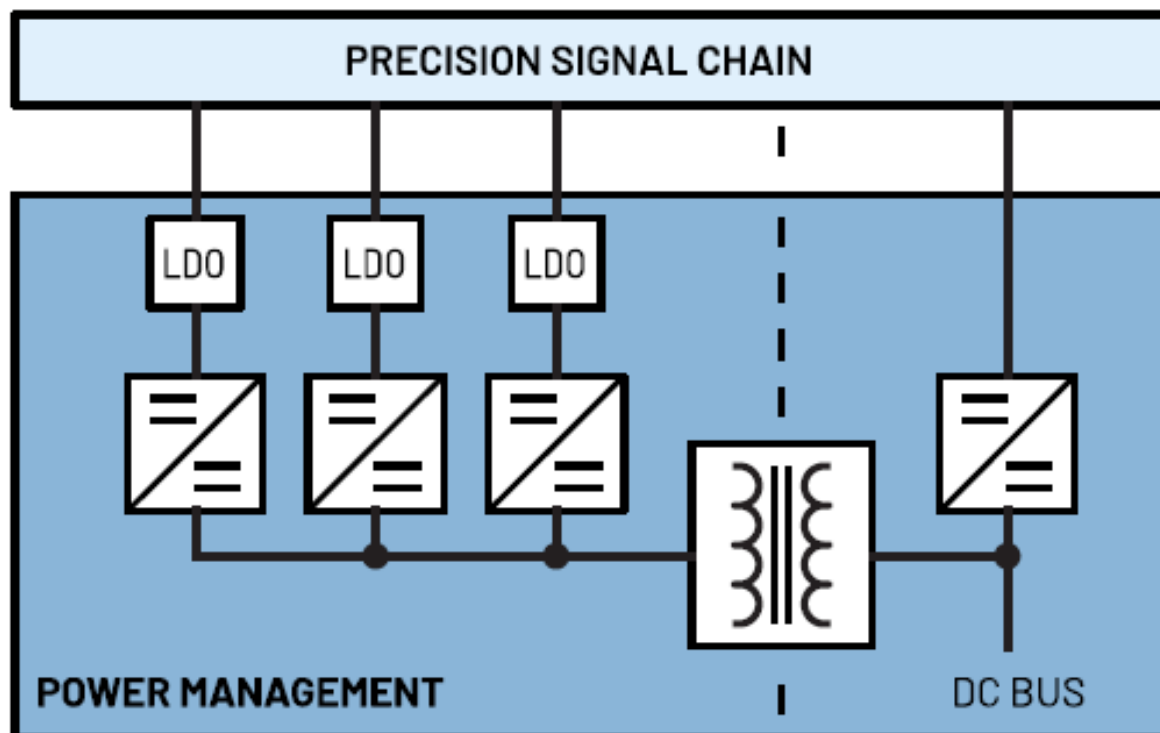 PRECISION SIGNAL CHAIN
LDO
LDO
LDO
POWER MANAGEMENT
DC BUS